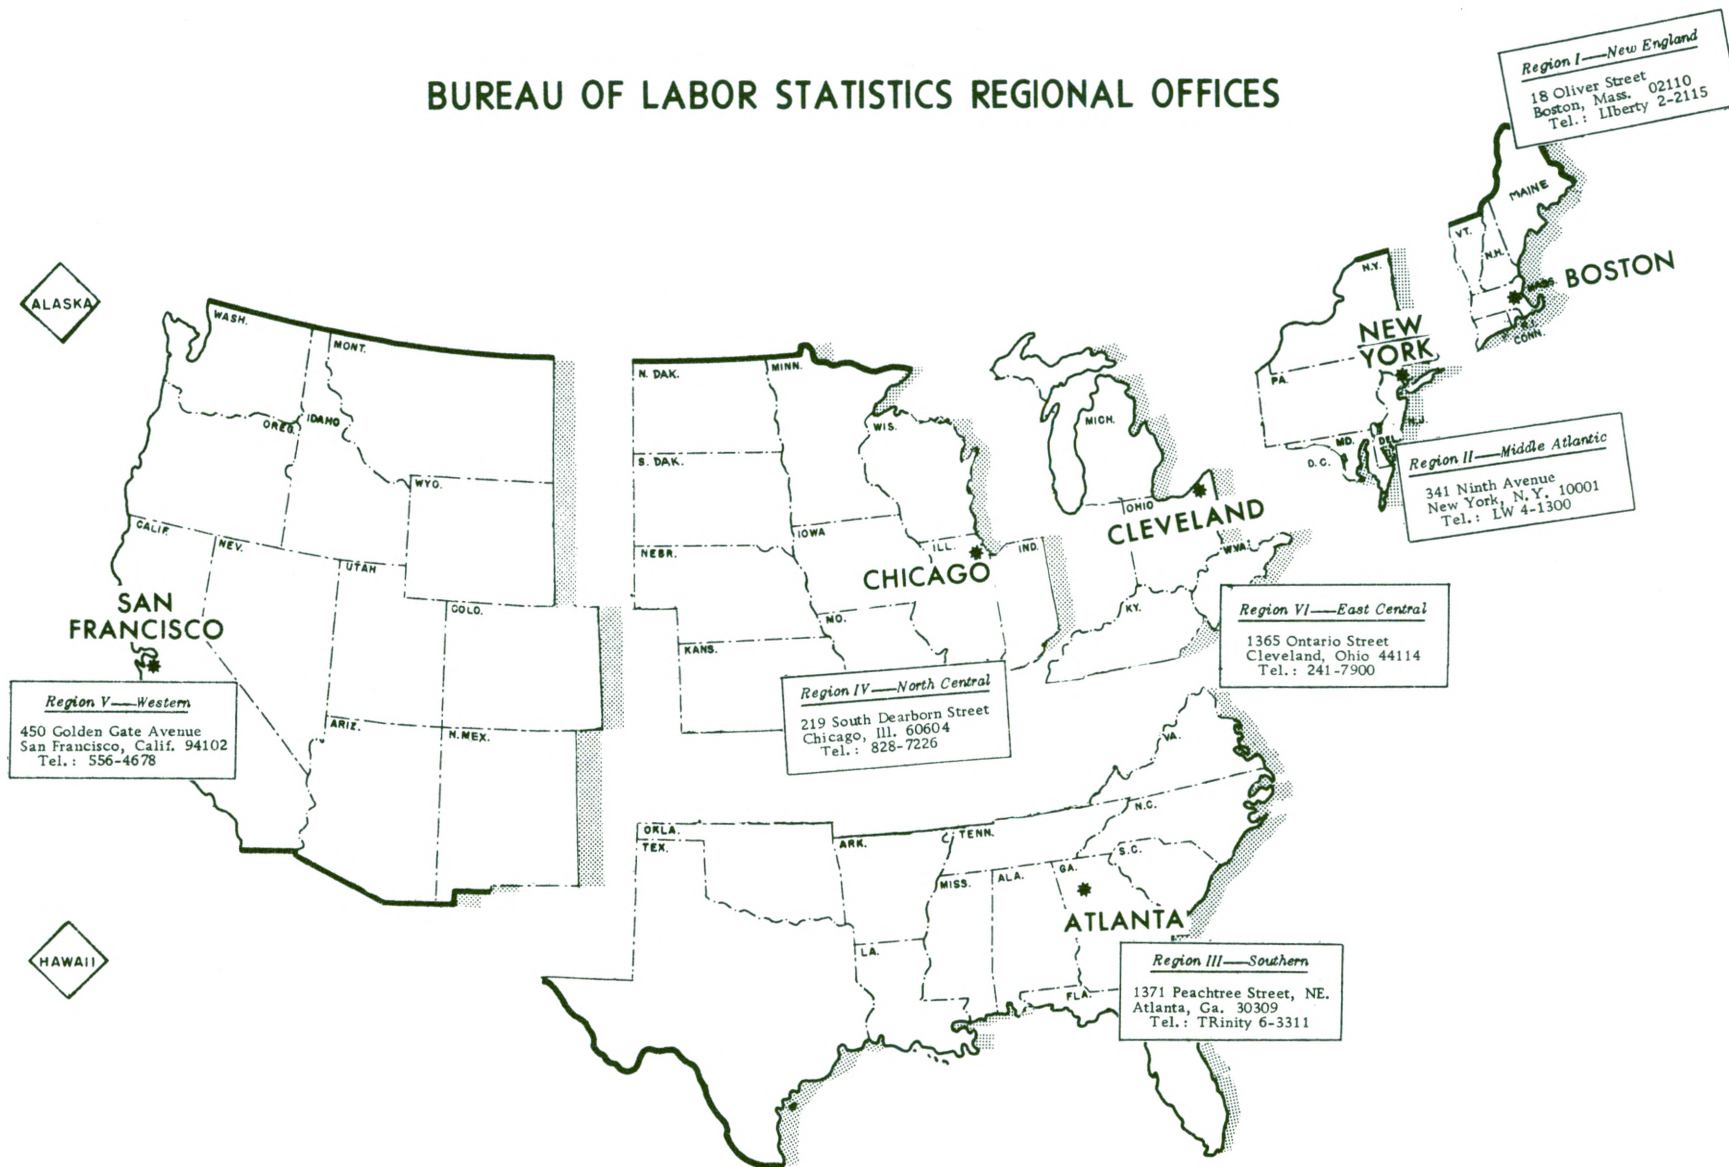 BUREAU OF LABOR STATISTICS REGIONAL OFFICES
Region I—New England
18 Oliver Street
Boston, Mass. 02110
Tel.: LIberty 2-2115
MAINE
VT.
N.H.
MASS.
BOSTON
R.I.
CONN.
ALASKA
N.Y.
NEW
YORK
PA.
N.J.
MD.
DEL.
D.C.
Region II—Middle Atlantic
341 Ninth Avenue
New York, N.Y. 10001
Tel.: LW 4-1300
WASH.
MONT.
OREG.
IDAHO
WYO.
CALIF.
NEV.
UTAH
COLO.
SAN
FRANCISCO
Region V—Western
450 Golden Gate Avenue
San Francisco, Calif. 94102
Tel.: 556-4678
ARIZ.
N.MEX.
N. DAK.
MINN.
S. DAK.
WIS.
IOWA
NEBR.
ILL.
IND.
CHICAGO
MO.
KANS.
Region IV—North Central
219 South Dearborn Street
Chicago, Ill. 60604
Tel.: 828-7226
MICH.
OHIO
CLEVELAND
W.VA.
KY.
Region VI—East Central
1365 Ontario Street
Cleveland, Ohio 44114
Tel.: 241-7900
VA.
N.C.
OKLA.
TEX.
ARK.
TENN.
S.C.
MISS.
ALA.
GA.
ATLANTA
LA.
FLA.
Region III—Southern
1371 Peachtree Street, NE.
Atlanta, Ga. 30309
Tel.: TRinity 6-3311
HAWAII